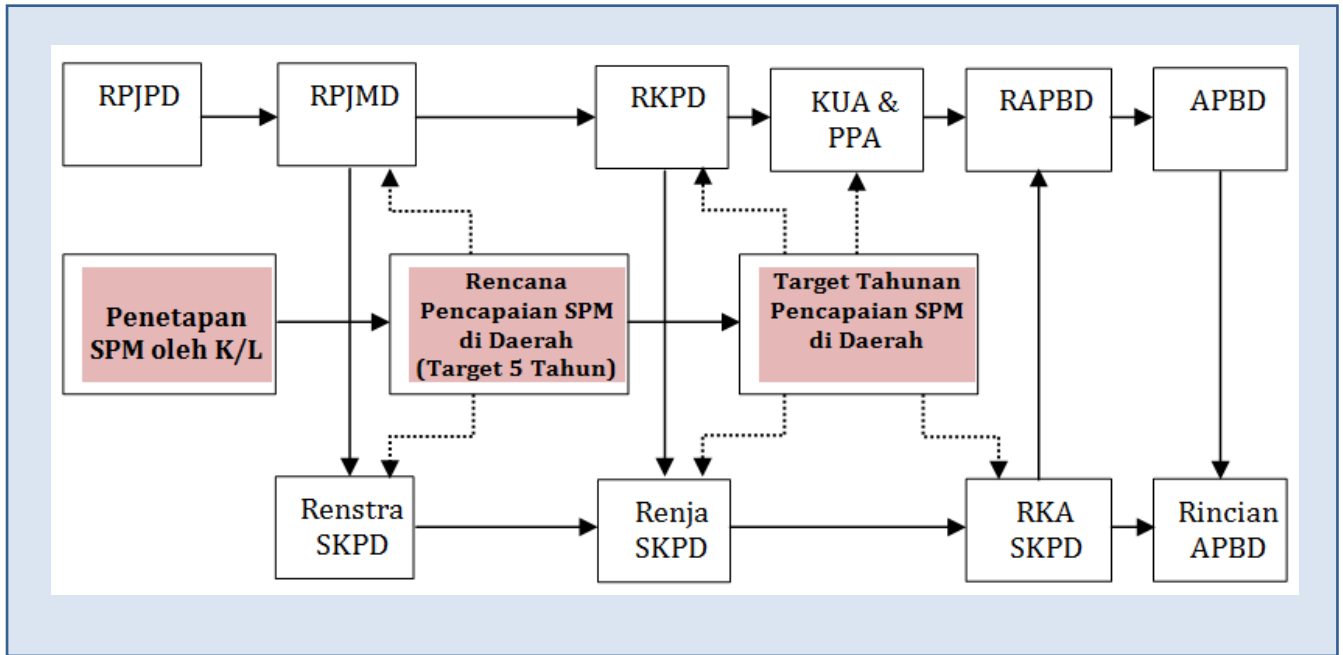 RPJPD
RPJMD
RKPD
KUA &
PPA
RAPBD
APBD
Penetapan
SPM oleh K/L
Rencana
Pencapaian SPM
di Daerah
(Target 5 Tahun)
Target Tahunan
Pencapaian SPM
di Daerah
Renstra
SKPD
Renja
SKPD
RKA
SKPD
Rincian
APBD